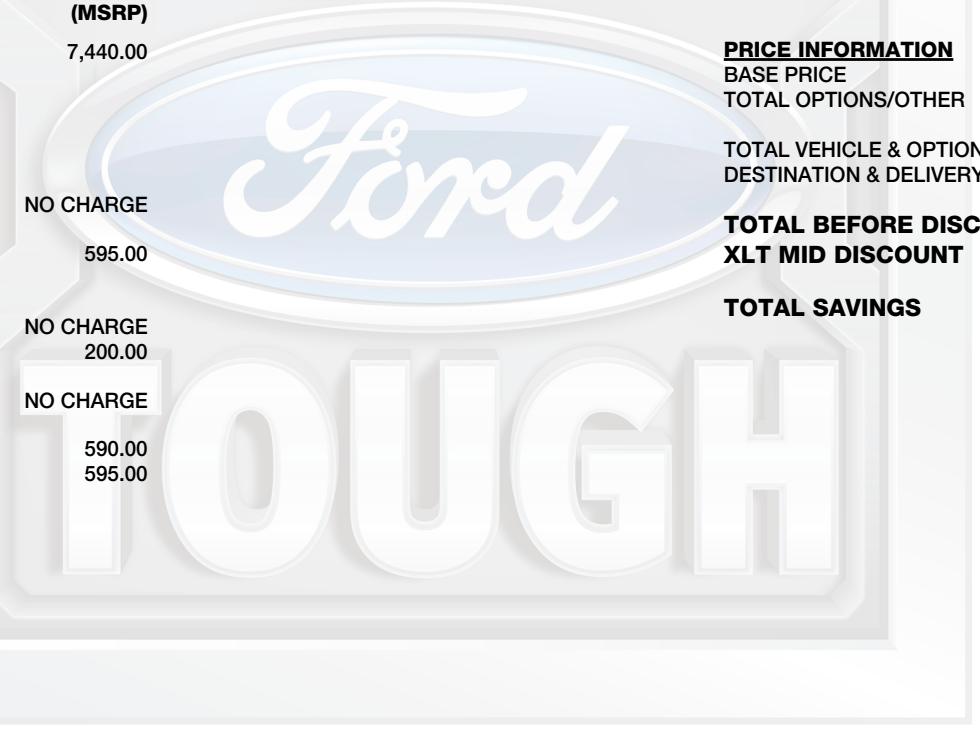 (MSRP)
7,440.00
NO CHARGE
595.00
NO CHARGE
200.00
NO CHARGE
590.00
595.00
PRICE INFORMATION
BASE PRICE
TOTAL OPTIONS/OTHER
TOTAL VEHICLE & OPTION
DESTINATION & DELIVERY
TOTAL BEFORE DISC
XLT MID DISCOUNT
TOTAL SAVINGS
Ford
TOUGH